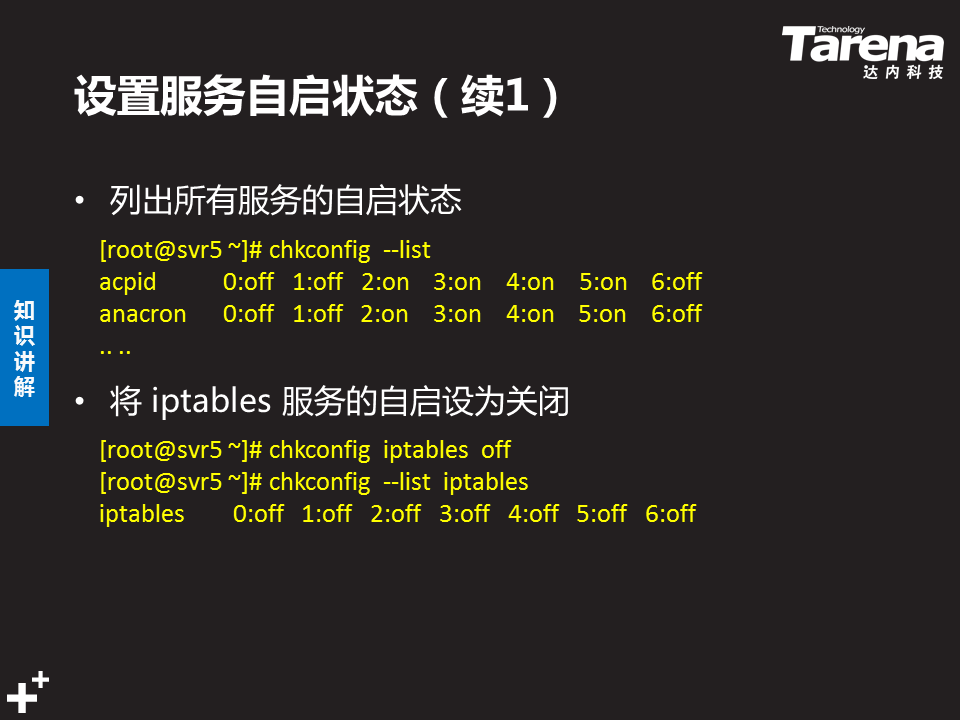 Technology
Tarena
达内科技
设置服务自启状态（续1）
• 列出所有服务的自启状态
[root@svr5 ~]# chkconfig --list
acpid 0:off 1:off 2:on 3:on 4:on 5:on 6:off
anacron 0:off 1:off 2:on 3:on 4:on 5:on 6:off
.. ..
知识讲解
• 将 iptables 服务的自启设为关闭
[root@svr5 ~]# chkconfig iptables off
[root@svr5 ~]# chkconfig --list iptables
iptables 0:off 1:off 2:off 3:off 4:off 5:off 6:off